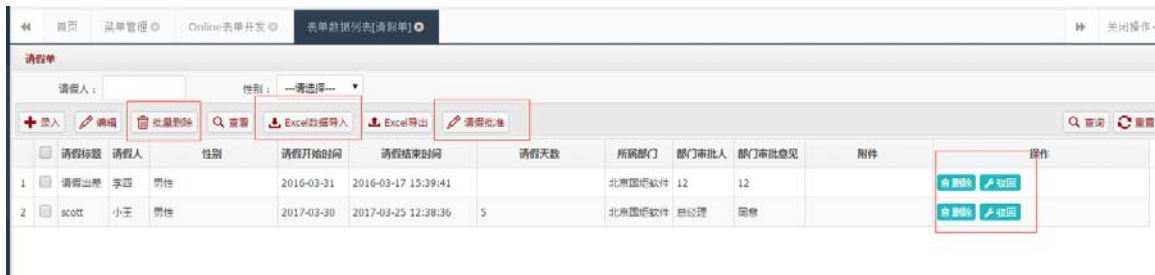 首页 菜单管理 Online表单开发 表单数据列表[请假单] 关闭操作
请假单
请假人： 性别： ---请选择---
录入 编辑 批量删除 查看 Excel数据导入 Excel导出 请假批准 查询 重置
请假标题 请假人 性别 请假开始时间 请假结束时间 请假天数 所属部门 部门审批人 部门审批意见 附件 操作
1 请假出差 李四 男性 2016-03-31 2016-03-17 15:39:41 北京国炬软件 12 12 删除 驳回
2 scott 小王 男性 2017-03-30 2017-03-25 12:38:36 5 北京国炬软件 总经理 同意 删除 驳回